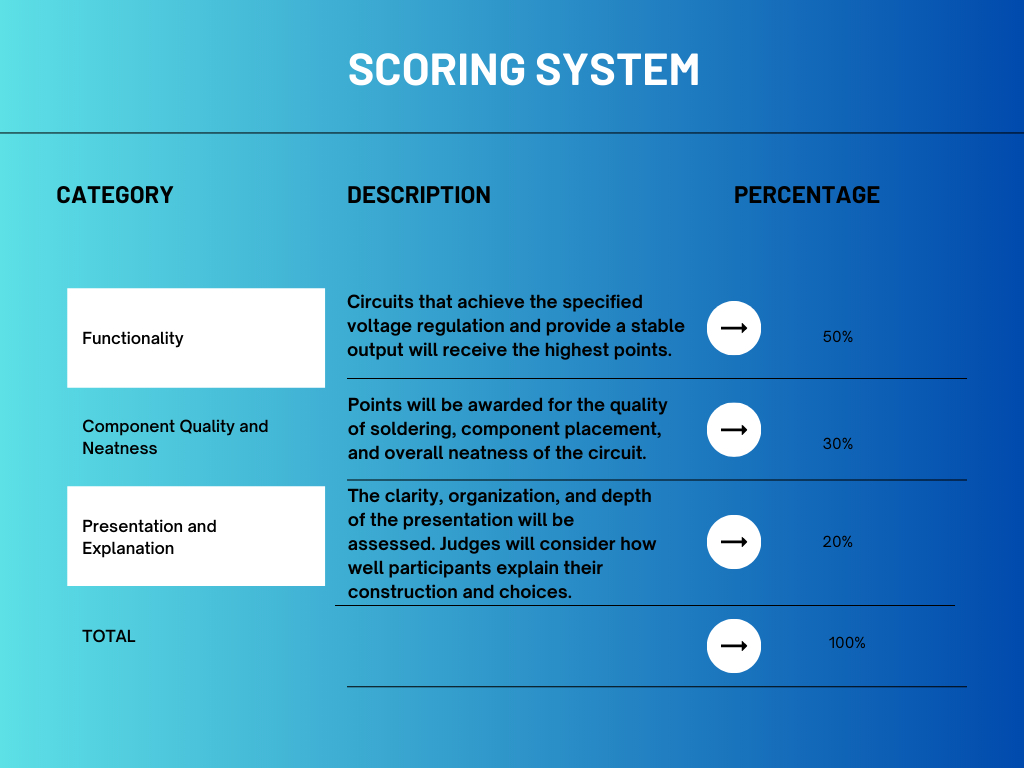 SCORING SYSTEM
CATEGORY
DESCRIPTION
PERCENTAGE
Functionality
Circuits that achieve the specified
voltage regulation and provide a stable
output will receive the highest points.
50%
Component Quality and
Neatness
Points will be awarded for the quality
of soldering, component placement,
and overall neatness of the circuit.
30%
Presentation and
Explanation
The clarity, organization, and depth
of the presentation will be
assessed. Judges will consider how
well participants explain their
construction and choices.
20%
TOTAL
100%